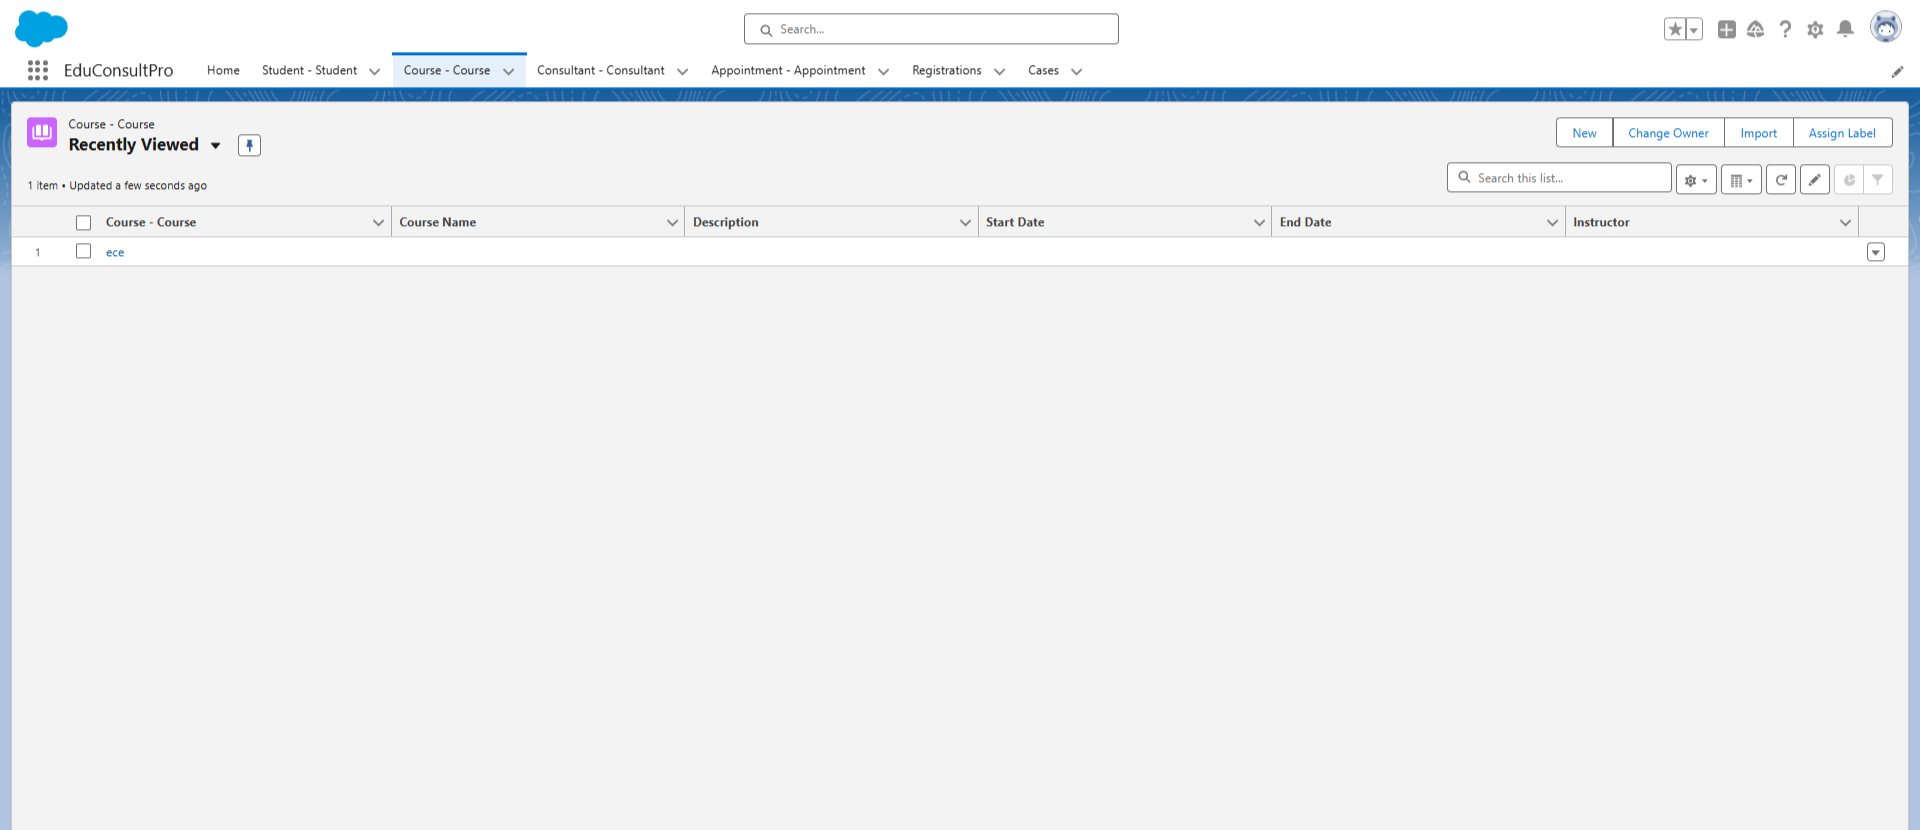 Search...
EduConsultPro Home Student - Student Course - Course Consultant - Consultant Appointment - Appointment Registrations Cases
Course - Course
Recently Viewed
New Change Owner Import Assign Label
1 item • Updated a few seconds ago
Search this list...
Course - Course Course Name Description Start Date End Date Instructor
1 ece